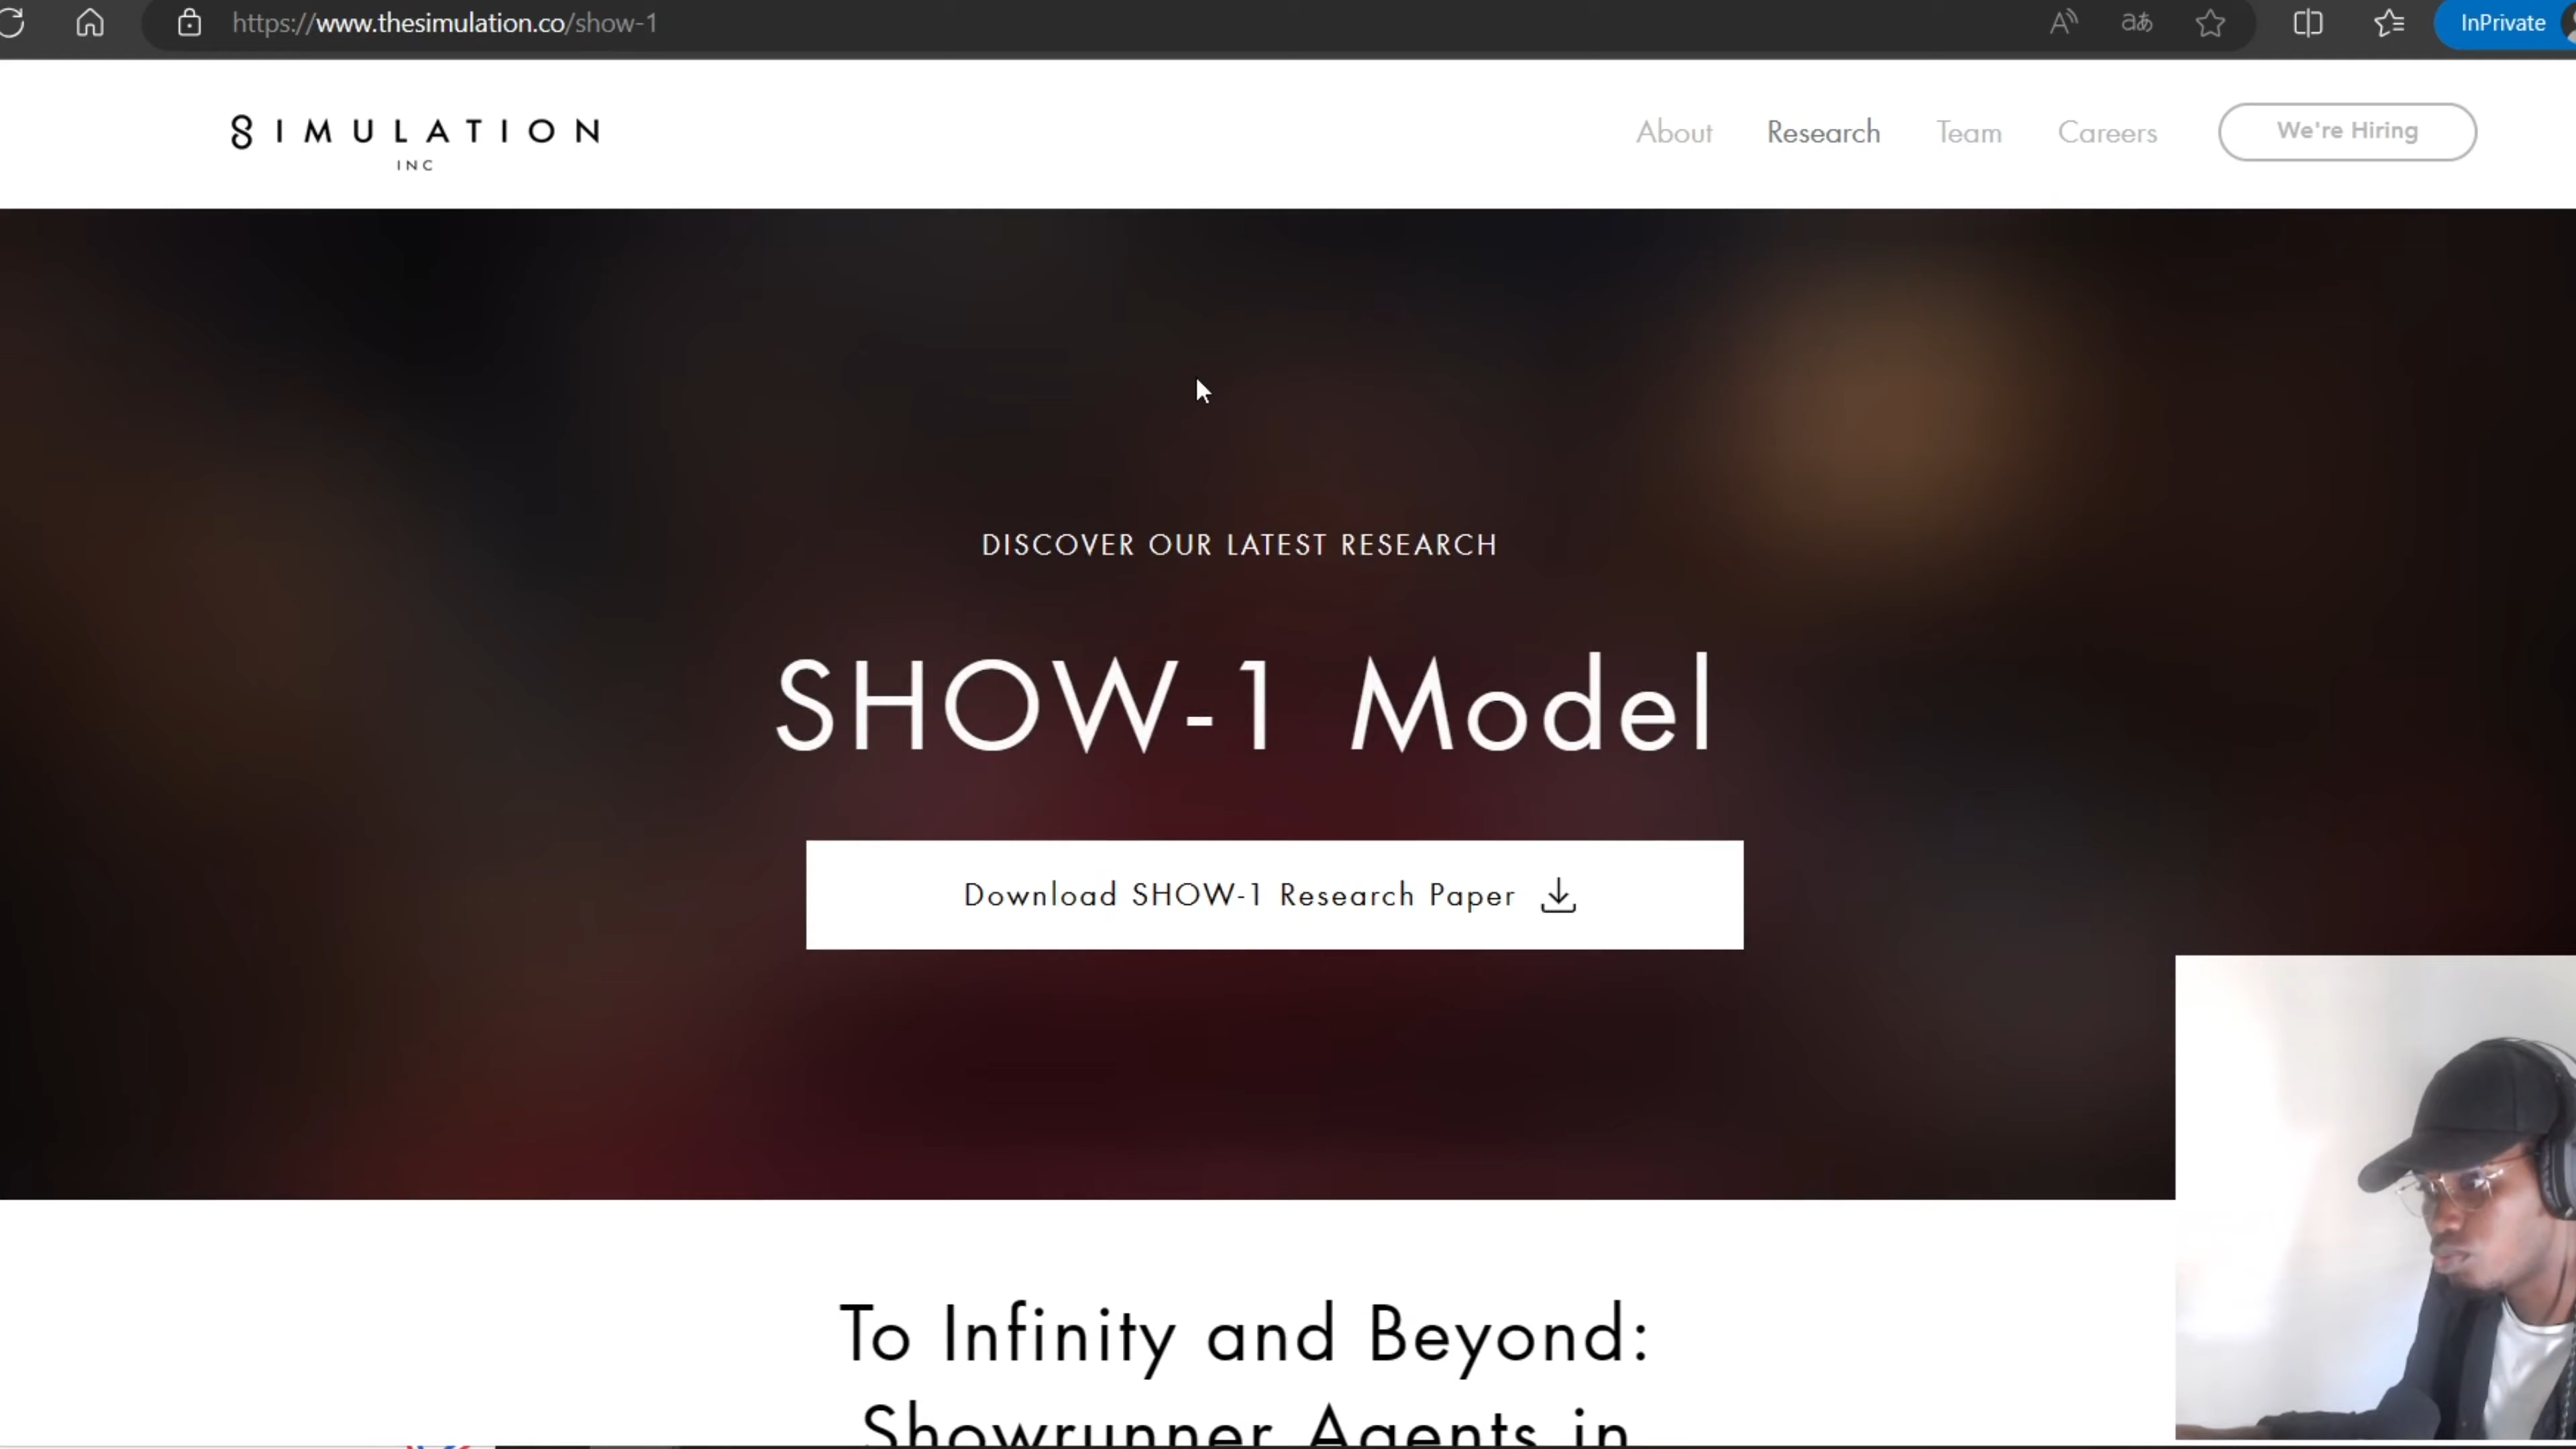 https://www.thesimulation.co/show-1
InPrivate
SIMULATION
INC
About Research Team Careers We're Hiring
DISCOVER OUR LATEST RESEARCH
SHOW-1 Model
Download SHOW-1 Research Paper
To Infinity and Beyond:
Showrunner Agents in